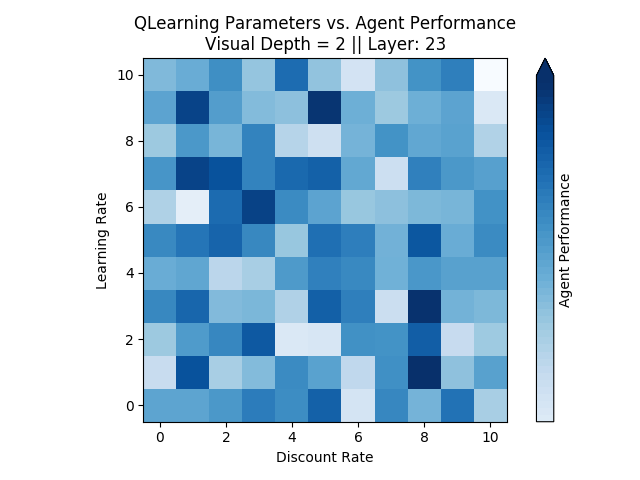 QLearning Parameters vs. Agent Performance
Visual Depth = 2 || Layer: 23
10
8
6
4
2
0
Learning Rate
0 2 4 6 8 10
Discount Rate
Agent Performance